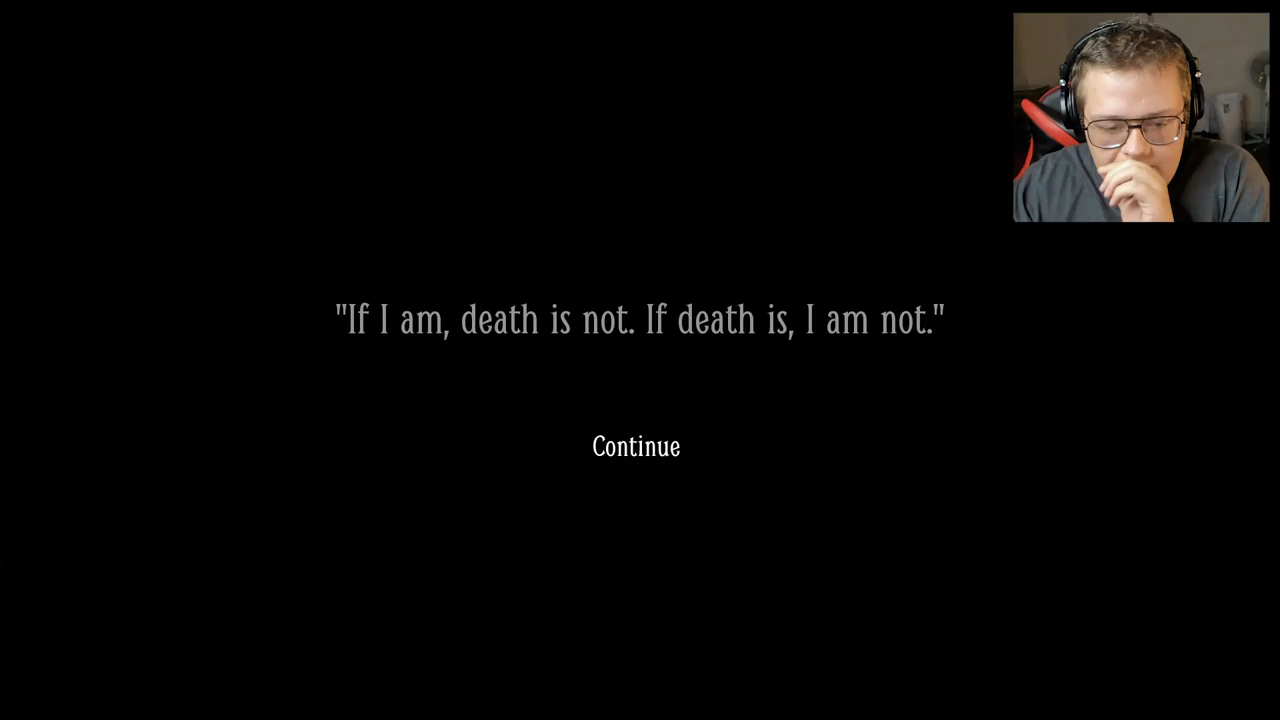 "If I am, death is not. If death is, I am not."
Continue